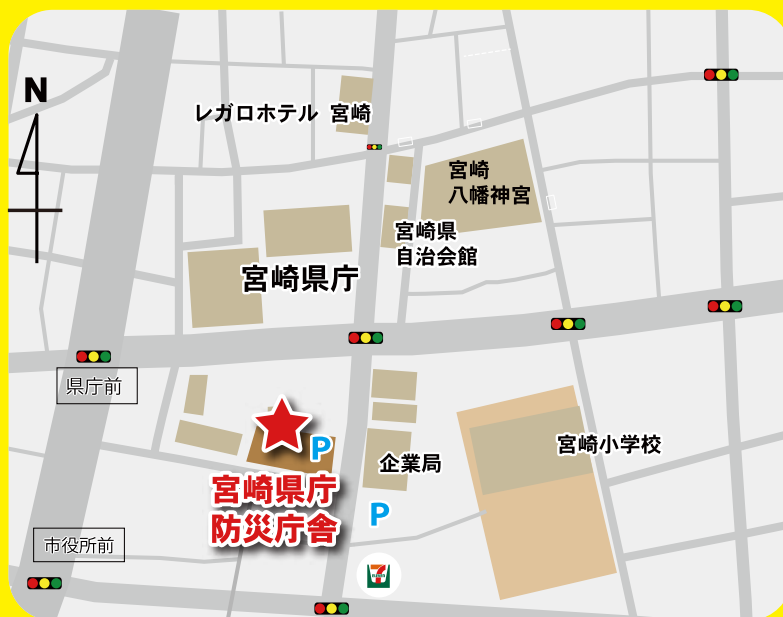 N
レガロホテル 宮崎
宮崎
八幡神宮
宮崎県
自治会館
宮崎県庁
県庁前
P
宮崎県庁
防災庁舎
企業局
宮崎小学校
P
市役所前
7